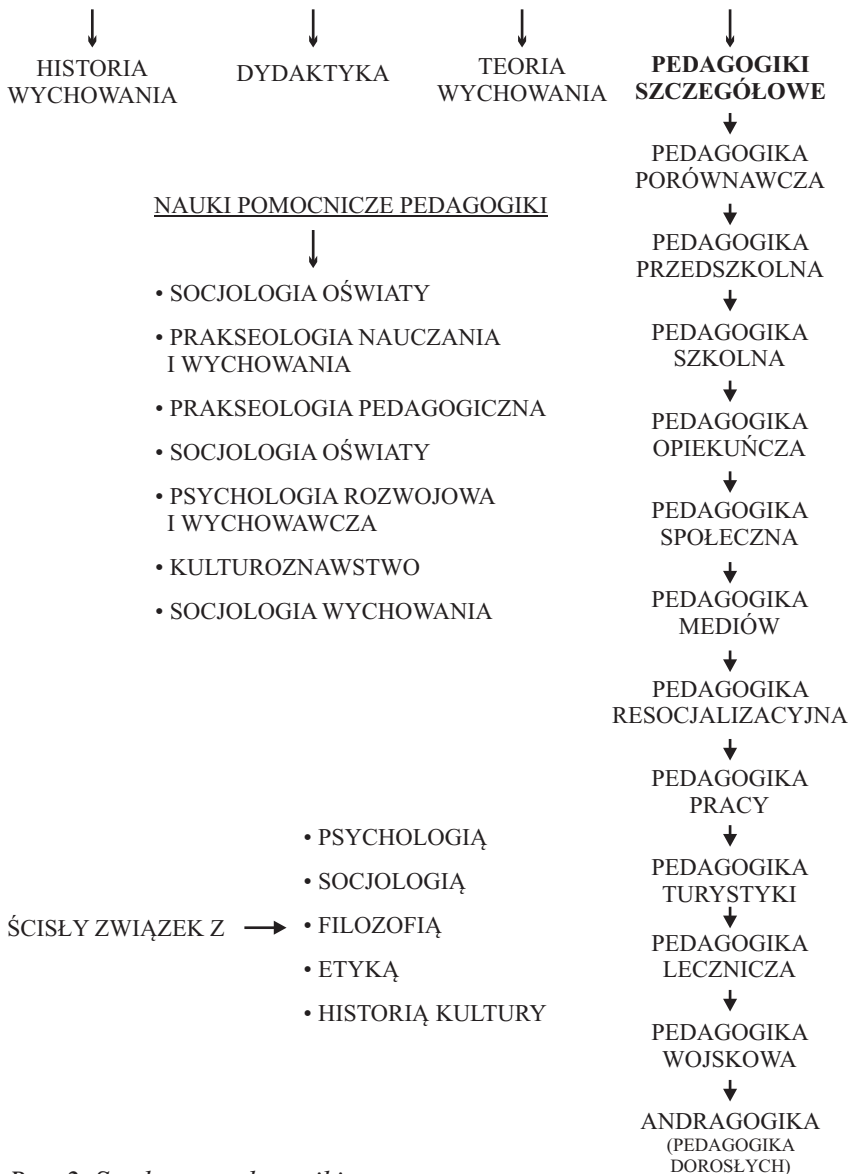 HISTORIA
WYCHOWANIA
DYDAKTYKA
TEORIA
WYCHOWANIA
PEDAGOGIKI
SZCZEGÓŁOWE
PEDAGOGIKA
PORÓWNAWCZA
PEDAGOGIKA
PRZEDSZKOLNA
PEDAGOGIKA
SZKOLNA
PEDAGOGIKA
OPIEKUŃCZA
PEDAGOGIKA
SPOŁECZNA
PEDAGOGIKA
MEDIÓW
PEDAGOGIKA
RESOCJALIZACYJNA
PEDAGOGIKA
PRACY
PEDAGOGIKA
TURYSTYKI
PEDAGOGIKA
LECZNICZA
PEDAGOGIKA
WOJSKOWA
ANDRAGOGIKA
(PEDAGOGIKA
DOROSŁYCH)
NAUKI POMOCNICZE PEDAGOGIKI
• SOCJOLOGIA OŚWIATY
• PRAKSEOLOGIA NAUCZANIA
I WYCHOWANIA
• PRAKSEOLOGIA PEDAGOGICZNA
• SOCJOLOGIA OŚWIATY
• PSYCHOLOGIA ROZWOJOWA
I WYCHOWAWCZA
• KULTUROZNAWSTWO
• SOCJOLOGIA WYCHOWANIA
ŚCISŁY ZWIĄZEK Z
• PSYCHOLOGIĄ
• SOCJOLOGIĄ
• FILOZOFIĄ
• ETYKĄ
• HISTORIĄ KULTURY